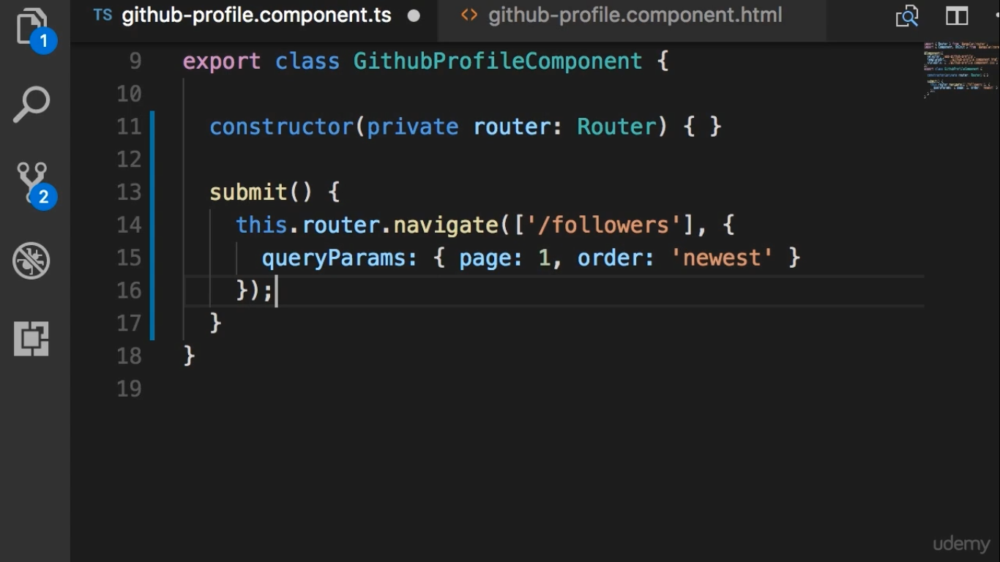 TS github-profile.component.ts
<> github-profile.component.html
1
2
9 export class GithubProfileComponent {
10
11 constructor(private router: Router) { }
12
13 submit() {
14 this.router.navigate(['/followers'], {
15 queryParams: { page: 1, order: 'newest' }
16 });
17 }
18 }
19
udemy